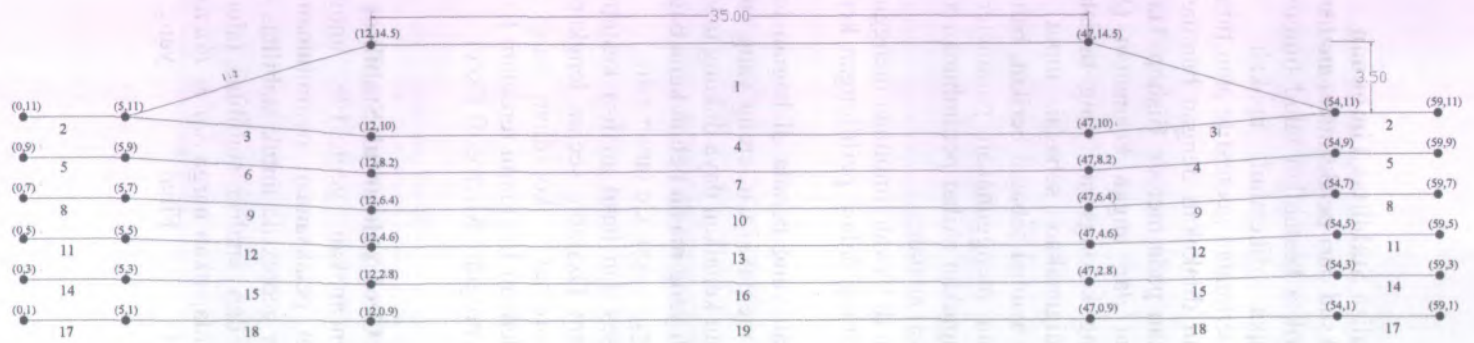 35.00
(12,14.5) (47,14.5)
3.50
1
(0,11) (5,11) (54,11) (59,11)
2 3 (12,10) (47,10) 3 2
4
(0,9) (5,9) (54,9) (59,9)
5 6 (12,8.2) (47,8.2) 4 5
7
(0,7) (5,7) (54,7) (59,7)
8 9 (12,6.4) (47,6.4) 9 8
10
(0,5) (5,5) (54,5) (59,5)
11 12 (12,4.6) (47,4.6) 12 11
13
(0,3) (5,3) (54,3) (59,3)
14 15 (12,2.8) (47,2.8) 15 14
16
(0,1) (5,1) (12,0.9) (47,0.9) (54,1) (59,1)
17 18 19 18 17